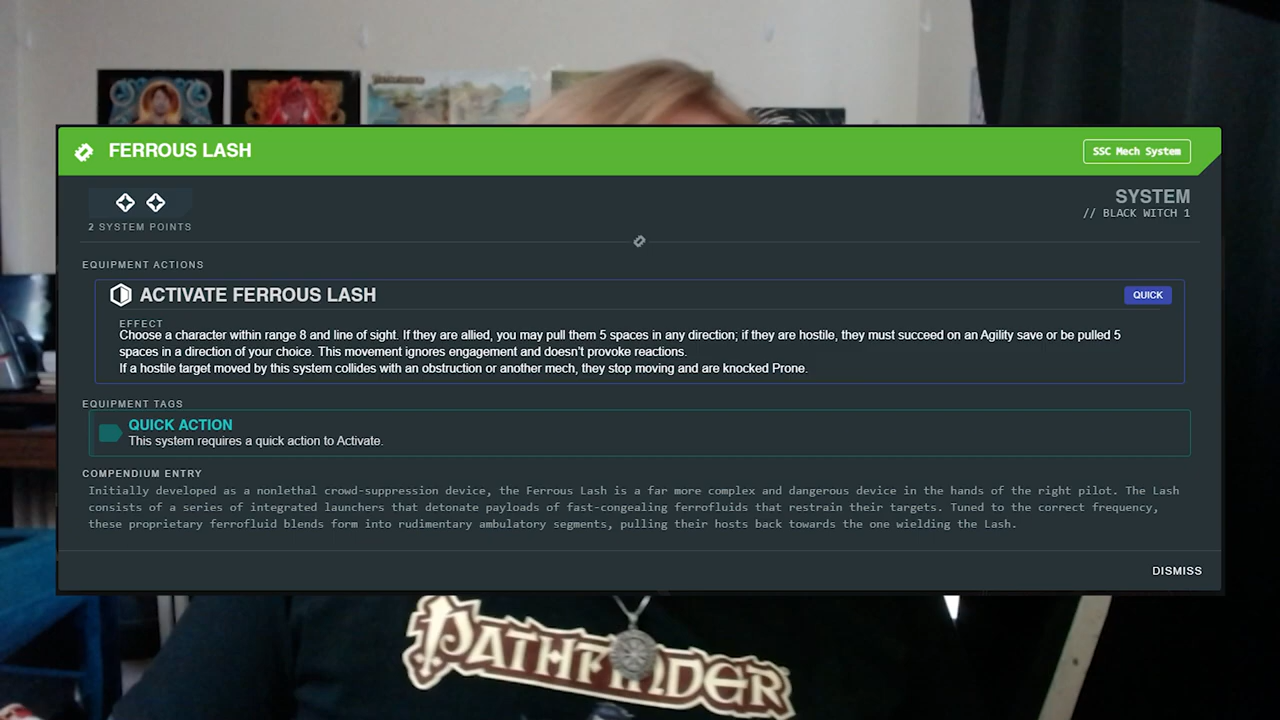 PATHFINDER
FERROUS LASH
SSC Mech System
2 SYSTEM POINTS
SYSTEM
// BLACK WITCH 1
EQUIPMENT ACTIONS
ACTIVATE FERROUS LASH
QUICK
EFFECT
Choose a character within range 8 and line of sight. If they are allied, you may pull them 5 spaces in any direction; if they are hostile, they must succeed on an Agility save or be pulled 5
spaces in a direction of your choice. This movement ignores engagement and doesn't provoke reactions.
If a hostile target moved by this system collides with an obstruction or another mech, they stop moving and are knocked Prone.
EQUIPMENT TAGS
QUICK ACTION
This system requires a quick action to Activate.
COMPENDIUM ENTRY
Initially developed as a nonlethal crowd-suppression device, the Ferrous Lash is a far more complex and dangerous device in the hands of the right pilot. The Lash
consists of a series of integrated launchers that detonate payloads of fast-congealing ferrofluids that restrain their targets. Tuned to the correct frequency,
these proprietary ferrofluid blends form into rudimentary ambulatory segments, pulling their hosts back towards the one wielding the Lash.
DISMISS
PATHFINDER